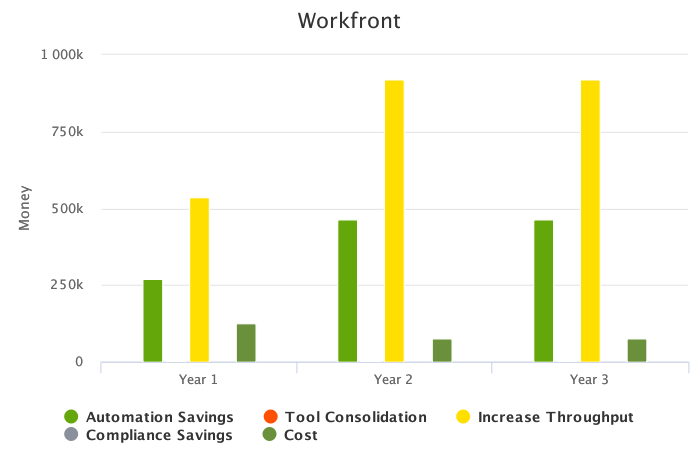 Workfront
1 000k
750k
500k
250k
0
Money
Year 1 Year 2 Year 3
Automation Savings Tool Consolidation Increase Throughput
Compliance Savings Cost